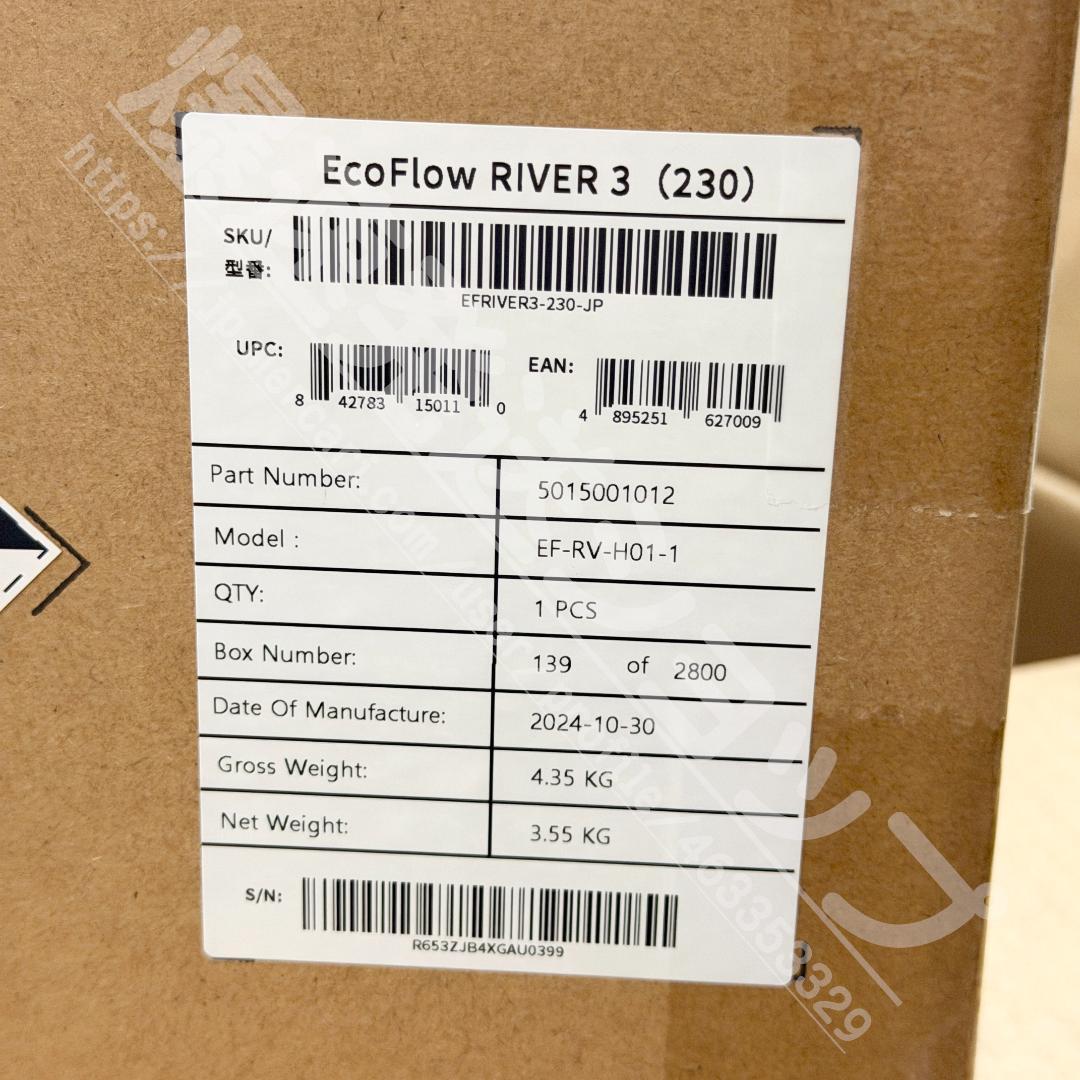 EcoFlow RIVER 3（230）
SKU/
型番:
EFRIVER3-230-JP
UPC:
8 42783 15011 0
EAN:
4 895251 627009
Part Number: 5015001012
Model : EF-RV-H01-1
QTY: 1 PCS
Box Number: 139 of 2800
Date Of Manufacture: 2024-10-30
Gross Weight: 4.35 KG
Net Weight: 3.55 KG
S/N:
R653ZJB4XGAU0399